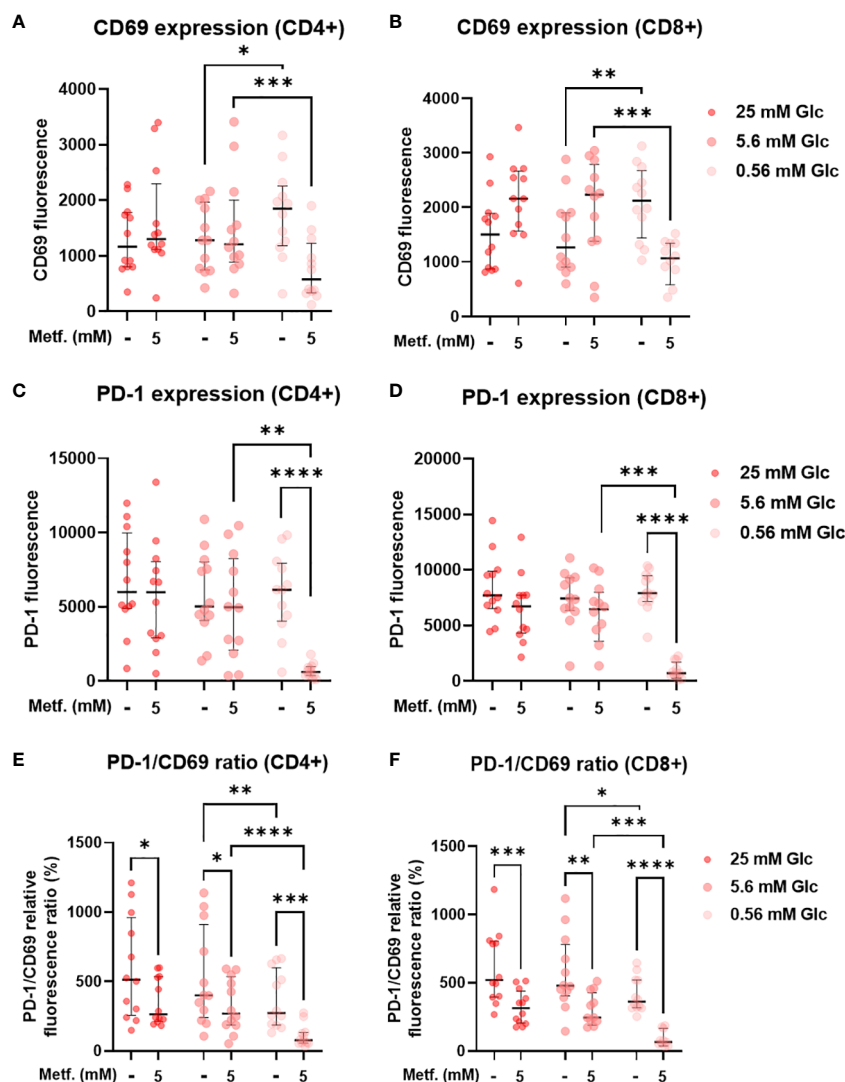 A
CD69 expression (CD4+)
*
***
CD69 fluorescence
4000
3000
2000
1000
0
Metf. (mM)
- 5 - 5 - 5
B
CD69 expression (CD8+)
**
***
CD69 fluorescence
4000
3000
2000
1000
0
- 5 - 5 - 5
25 mM Glc
5.6 mM Glc
0.56 mM Glc
C
PD-1 expression (CD4+)
**
****
PD-1 fluorescence
15000
10000
5000
0
Metf. (mM)
- 5 - 5 - 5
D
PD-1 expression (CD8+)
***
****
PD-1 fluorescence
20000
15000
10000
5000
0
Metf. (mM)
- 5 - 5 - 5
25 mM Glc
5.6 mM Glc
0.56 mM Glc
E
PD-1/CD69 ratio (CD4+)
**
****
*
*
***
PD-1/CD69 relative
fluorescence ratio (%)
1500
1000
500
0
Metf. (mM)
- 5 - 5 - 5
F
PD-1/CD69 ratio (CD8+)
*
***
***
**
****
PD-1/CD69 relative
fluorescence ratio (%)
1500
1000
500
0
Metf. (mM)
- 5 - 5 - 5
25 mM Glc
5.6 mM Glc
0.56 mM Glc